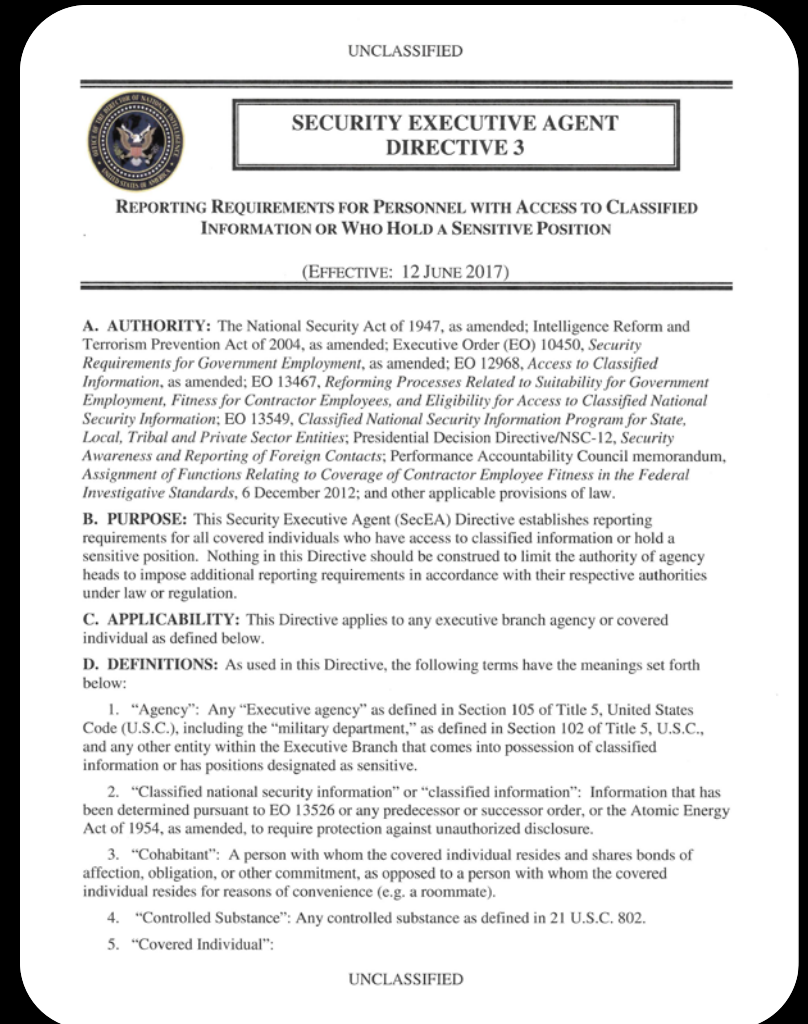 UNCLASSIFIED
OFFICE OF THE DIRECTOR OF NATIONAL INTELLIGENCE
UNITED STATES OF AMERICA
SECURITY EXECUTIVE AGENT
DIRECTIVE 3
REPORTING REQUIREMENTS FOR PERSONNEL WITH ACCESS TO CLASSIFIED
INFORMATION OR WHO HOLD A SENSITIVE POSITION
(EFFECTIVE: 12 JUNE 2017)
A. AUTHORITY: The National Security Act of 1947, as amended; Intelligence Reform and
Terrorism Prevention Act of 2004, as amended; Executive Order (EO) 10450, Security
Requirements for Government Employment, as amended; EO 12968, Access to Classified
Information, as amended; EO 13467, Reforming Processes Related to Suitability for Government
Employment, Fitness for Contractor Employees, and Eligibility for Access to Classified National
Security Information; EO 13549, Classified National Security Information Program for State,
Local, Tribal and Private Sector Entities; Presidential Decision Directive/NSC-12, Security
Awareness and Reporting of Foreign Contacts; Performance Accountability Council memorandum,
Assignment of Functions Relating to Coverage of Contractor Employee Fitness in the Federal
Investigative Standards, 6 December 2012; and other applicable provisions of law.
B. PURPOSE: This Security Executive Agent (SecEA) Directive establishes reporting
requirements for all covered individuals who have access to classified information or hold a
sensitive position. Nothing in this Directive should be construed to limit the authority of agency
heads to impose additional reporting requirements in accordance with their respective authorities
under law or regulation.
C. APPLICABILITY: This Directive applies to any executive branch agency or covered
individual as defined below.
D. DEFINITIONS: As used in this Directive, the following terms have the meanings set forth
below:
1. “Agency”: Any “Executive agency” as defined in Section 105 of Title 5, United States
Code (U.S.C.), including the “military department,” as defined in Section 102 of Title 5, U.S.C.,
and any other entity within the Executive Branch that comes into possession of classified
information or has positions designated as sensitive.
2. “Classified national security information” or “classified information”: Information that has
been determined pursuant to EO 13526 or any predecessor or successor order, or the Atomic Energy
Act of 1954, as amended, to require protection against unauthorized disclosure.
3. “Cohabitant”: A person with whom the covered individual resides and shares bonds of
affection, obligation, or other commitment, as opposed to a person with whom the covered
individual resides for reasons of convenience (e.g. a roommate).
4. “Controlled Substance”: Any controlled substance as defined in 21 U.S.C. 802.
5. “Covered Individual”:
UNCLASSIFIED